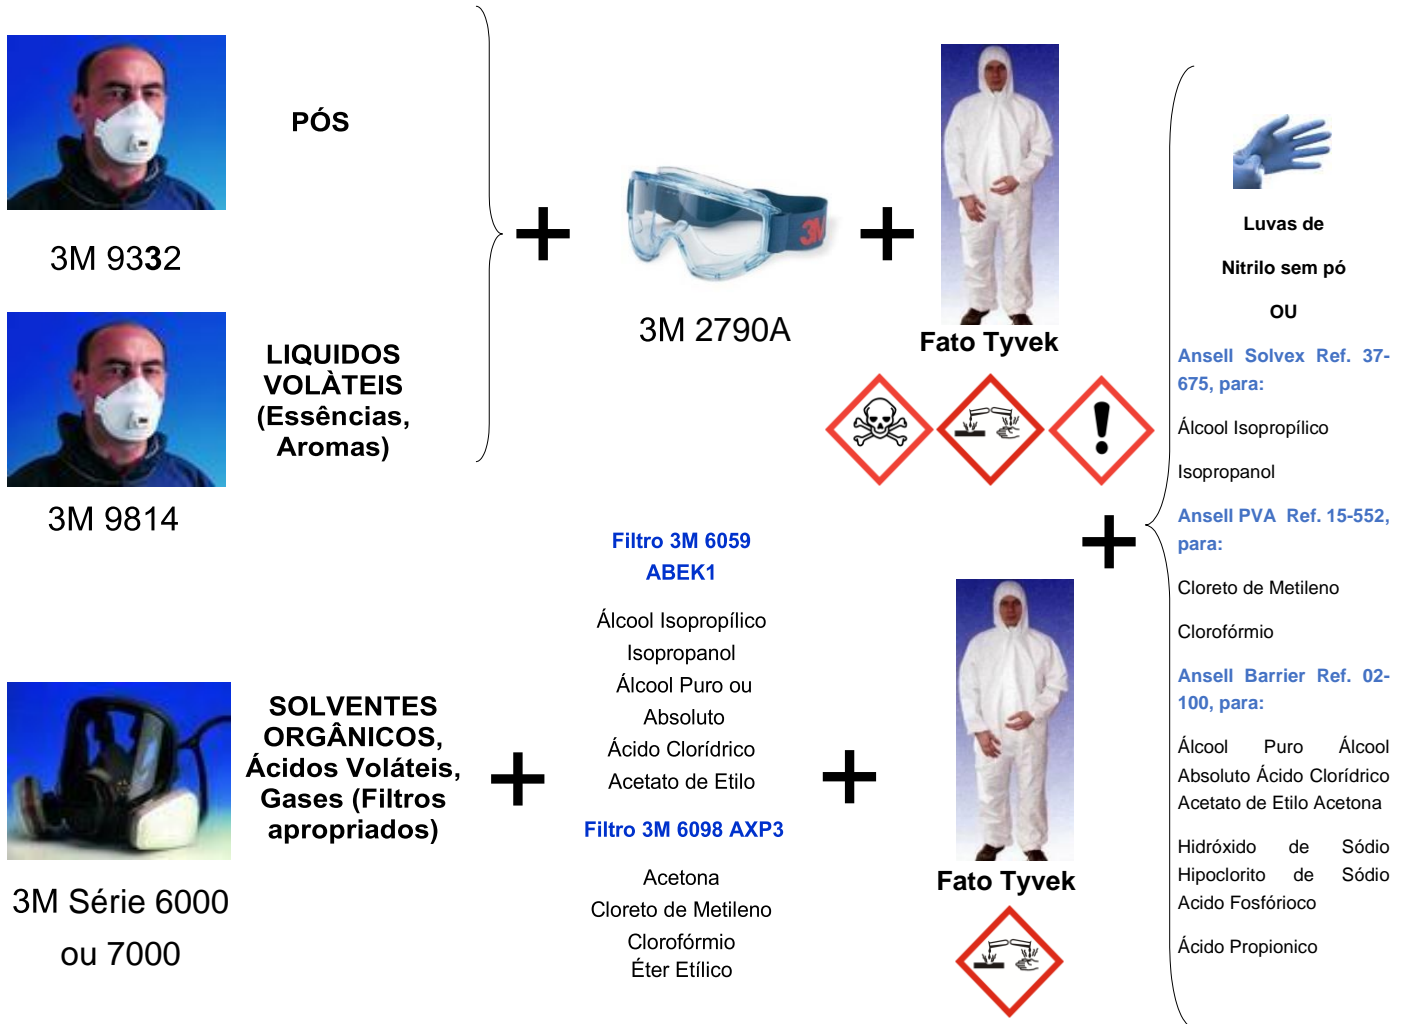 PÓS
3M 9332
LIQUIDOS
VOLÀTEIS
(Essências,
Aromas)
3M 9814
3M
3M 2790A
Fato Tyvek
SOLVENTES
ORGÂNICOS,
Ácidos Voláteis,
Gases (Filtros
apropriados)
3M Série 6000
ou 7000
Filtro 3M 6059
ABEK1
Álcool Isopropílico
Isopropanol
Álcool Puro ou
Absoluto
Ácido Clorídrico
Acetato de Etilo
Filtro 3M 6098 AXP3
Acetona
Cloreto de Metileno
Clorofórmio
Éter Etílico
Fato Tyvek
Luvas de
Nitrilo sem pó
OU
Ansell Solvex Ref. 37-
675, para:
Álcool Isopropílico
Isopropanol
Ansell PVA Ref. 15-552,
para:
Cloreto de Metileno
Clorofórmio
Ansell Barrier Ref. 02-
100, para:
Álcool Puro Álcool
Absoluto Ácido Clorídrico
Acetato de Etilo Acetona
Hidróxido de Sódio
Hipoclorito de Sódio
Acido Fosfórioco
Ácido Propionico